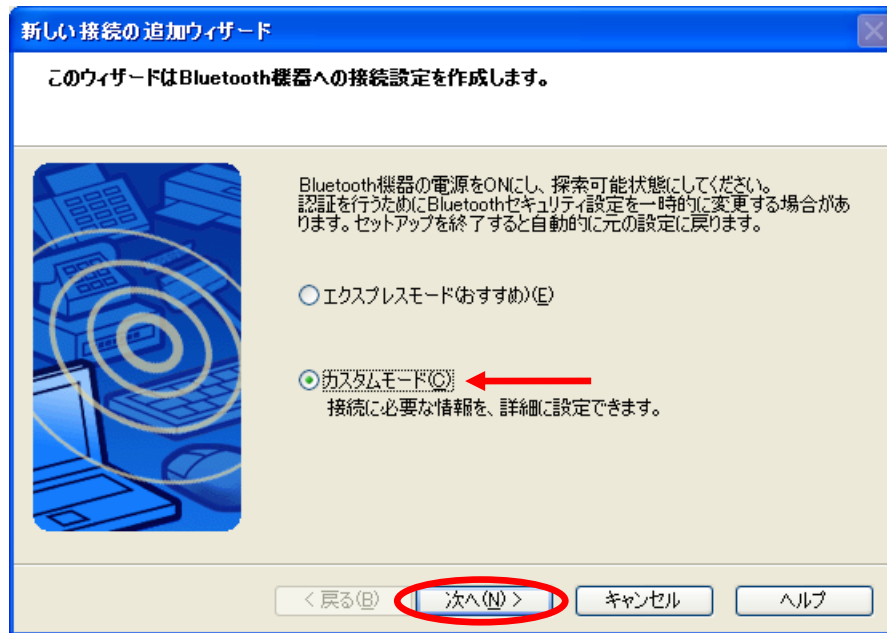 新しい接続の追加ウィザード
このウィザードはBluetooth機器への接続設定を作成します。
Bluetooth機器の電源をONにし、探索可能状態にしてください。
認証を行うためにBluetoothセキュリティ設定を一時的に変更する場合があ
ります。セットアップを終了すると自動的に元の設定に戻ります。
エクスプレスモード(おすすめ)(E)
カスタムモード(C)
接続に必要な情報を、詳細に設定できます。
< 戻る(B)
次へ(N) >
キャンセル
ヘルプ